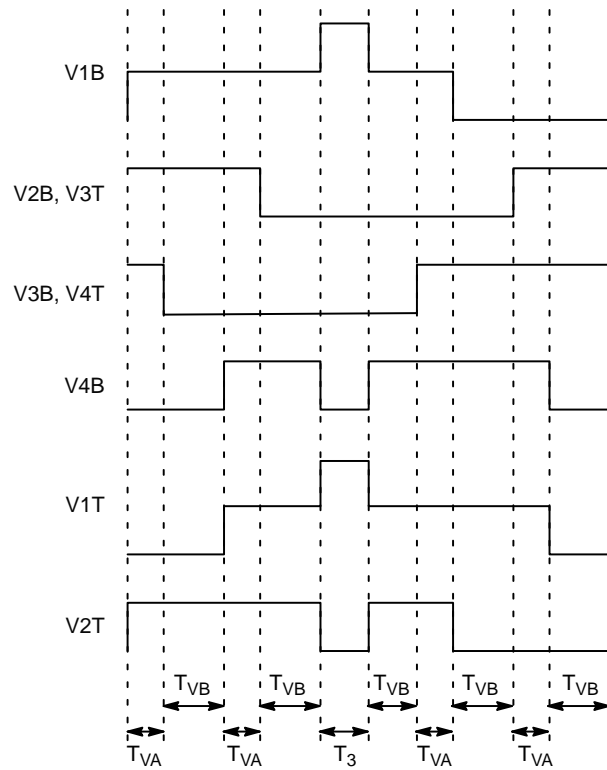 V1B
V2B, V3T
V3B, V4T
V4B
V1T
V2T
TVB TVB TVB TVB TVB
TVA TVA T3 TVA TVA